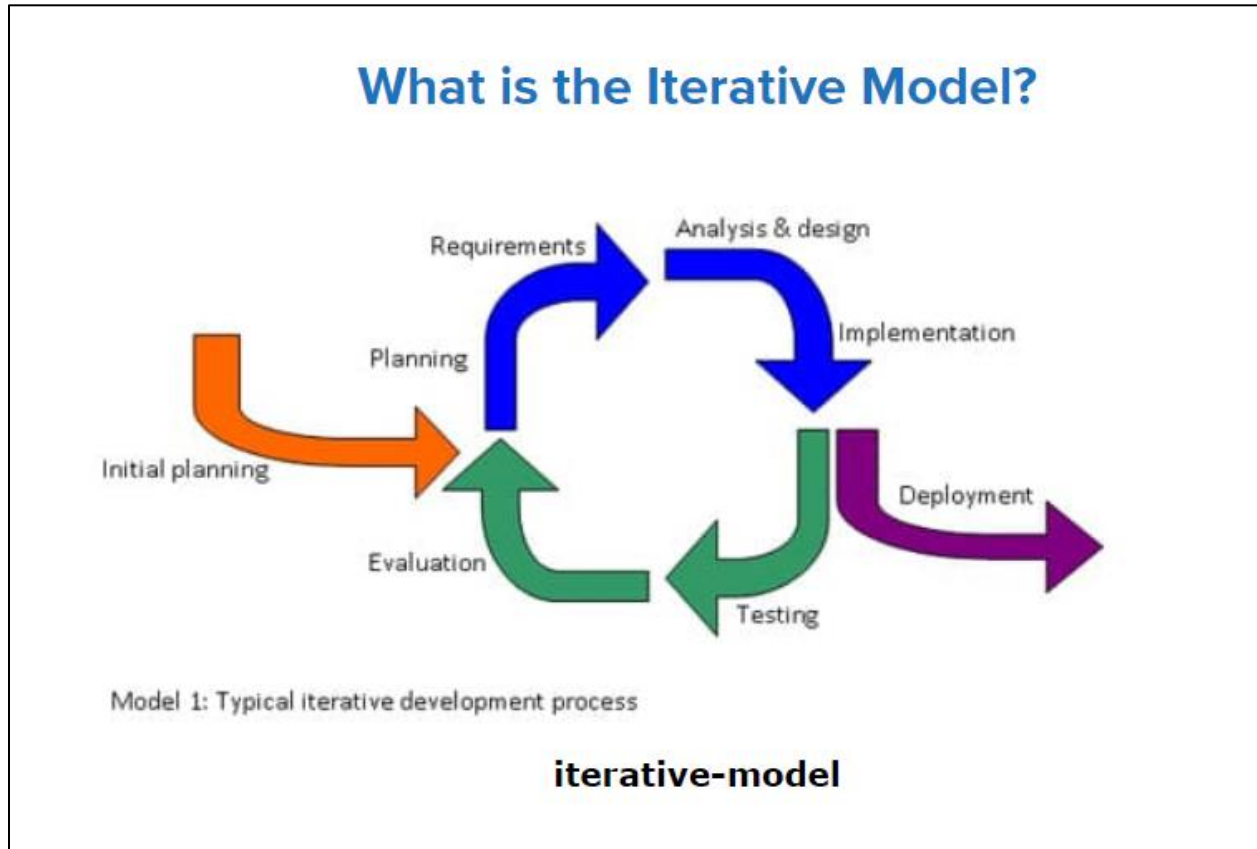 What is the Iterative Model?
Analysis & design
Requirements
Implementation
Planning
Initial planning
Deployment
Evaluation
Testing
Model 1: Typical iterative development process
iterative-model